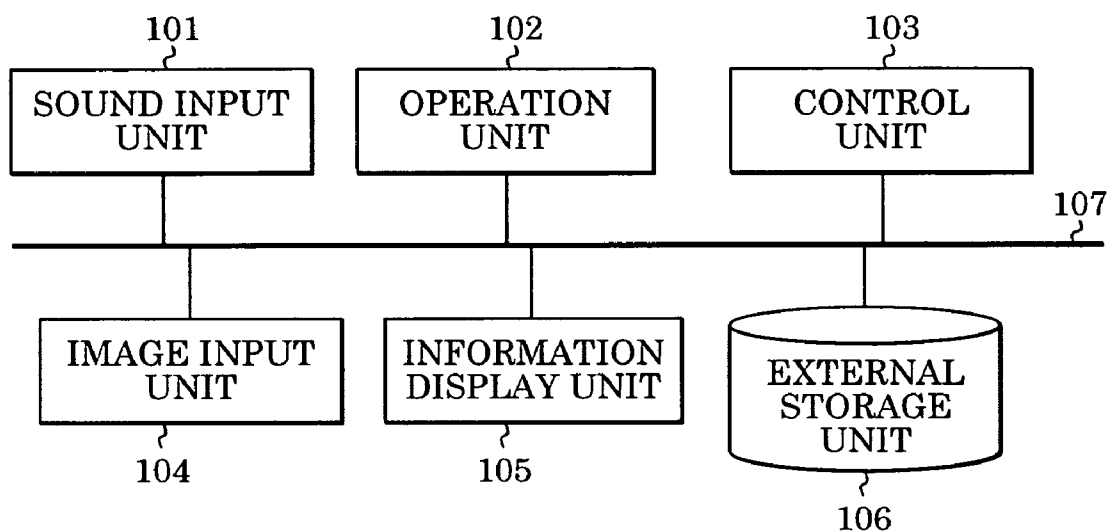 101
102
103
SOUND INPUT
UNIT
OPERATION
UNIT
CONTROL
UNIT
107
IMAGE INPUT
UNIT
INFORMATION
DISPLAY UNIT
EXTERNAL
STORAGE
UNIT
104
105
106